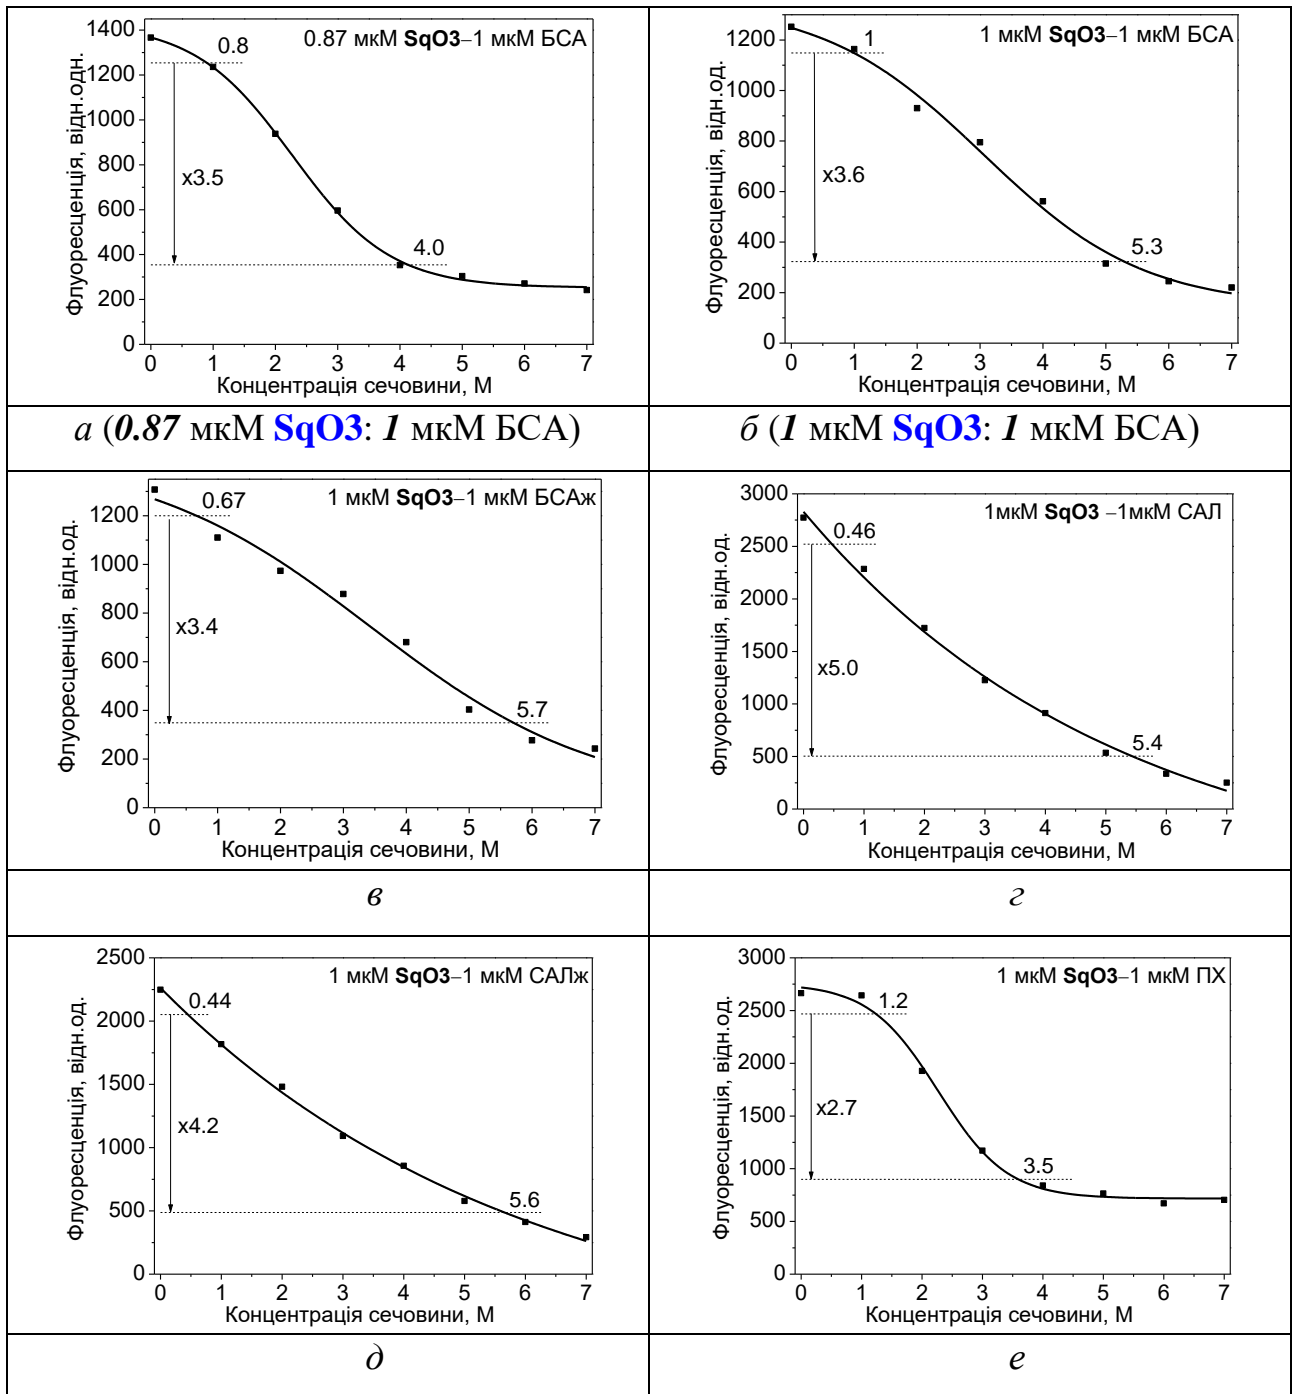 Флуоресценція, відн.одн.
1400
1200
1000
800
600
400
200
0
0.87 мкМ SqO3–1 мкМ БСА
0.8
x3.5
4.0
0 1 2 3 4 5 6 7
Концентрація сечовини, М
Флуоресценція, відн.од.
1200
1000
800
600
400
200
0
1 мкМ SqO3–1 мкМ БСА
1
x3.6
5.3
0 1 2 3 4 5 6 7
Концентрація сечовини, М
а (0.87 мкМ SqO3: 1 мкМ БСА)
б (1 мкМ SqO3: 1 мкМ БСА)
Флуоресценція, відн.од.
1200
1000
800
600
400
200
0
1 мкМ SqO3–1 мкМ БСАж
0.67
x3.4
5.7
0 1 2 3 4 5 6 7
Концентрація сечовини, М
Флуоресценція, відн.од.
3000
2500
2000
1500
1000
500
0
1мкМ SqO3 –1мкМ САЛ
0.46
x5.0
5.4
0 1 2 3 4 5 6 7
Концентрація сечовини, М
в
г
Флуоресценція, відн.од.
2500
2000
1500
1000
500
0
1 мкМ SqO3–1 мкМ САЛж
0.44
x4.2
5.6
0 1 2 3 4 5 6 7
Концентрація сечовини, М
Флуоресценція, відн.од.
3000
2500
2000
1500
1000
500
0
1 мкМ SqO3–1 мкМ ПХ
1.2
x2.7
3.5
0 1 2 3 4 5 6 7
Концентрація сечовини, М
д
е